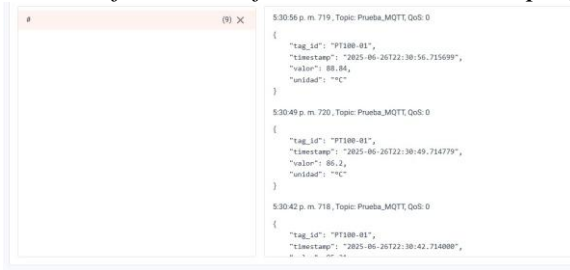 # (9) ×
5:30:56 p. m. 719 , Topic: Prueba_MQTT, QoS: 0
{
"tag_id": "PT100-01",
"timestamp": "2025-06-26T22:30:56.715699",
"valor": 88.84,
"unidad": "°C"
}
5:30:49 p. m. 720 , Topic: Prueba_MQTT, QoS: 0
{
"tag_id": "PT100-01",
"timestamp": "2025-06-26T22:30:49.714779",
"valor": 86.2,
"unidad": "°C"
}
5:30:42 p. m. 718 , Topic: Prueba_MQTT, QoS: 0
{
"tag_id": "PT100-01",
"timestamp": "2025-06-26T22:30:42.714000",